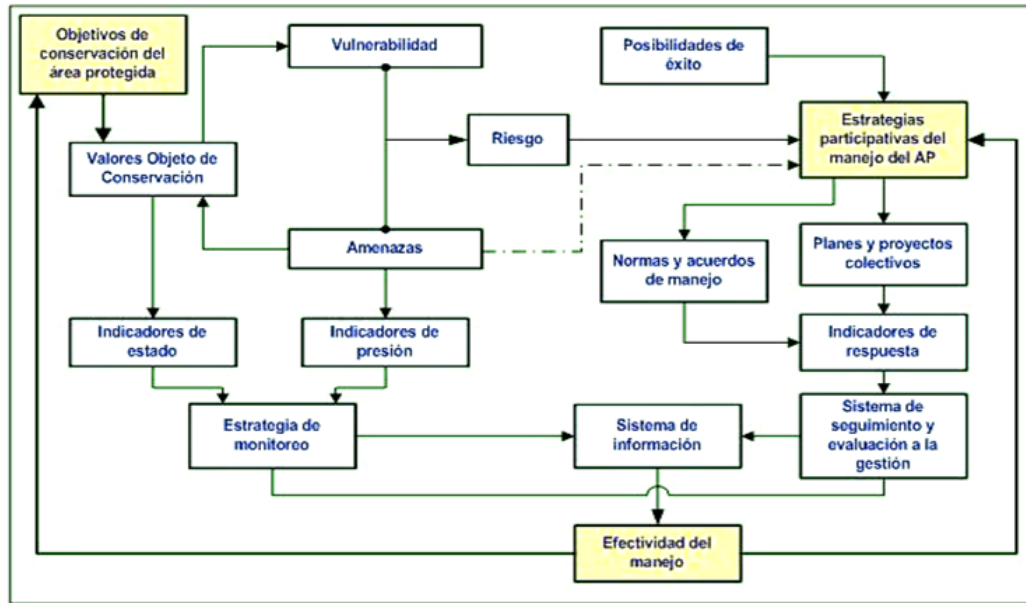 Objetivos de
conservación del
área protegida
Vulnerabilidad
Posibilidades de
éxito
Valores Objeto de
Conservación
Riesgo
Estrategias
participativas del
manejo del AP
Amenazas
Normas y acuerdos
de manejo
Planes y proyectos
colectivos
Indicadores de
estado
Indicadores de
presión
Indicadores de
respuesta
Estrategia de
monitoreo
Sistema de
información
Sistema de
seguimiento y
evaluación a la
gestión
Efectividad del
manejo